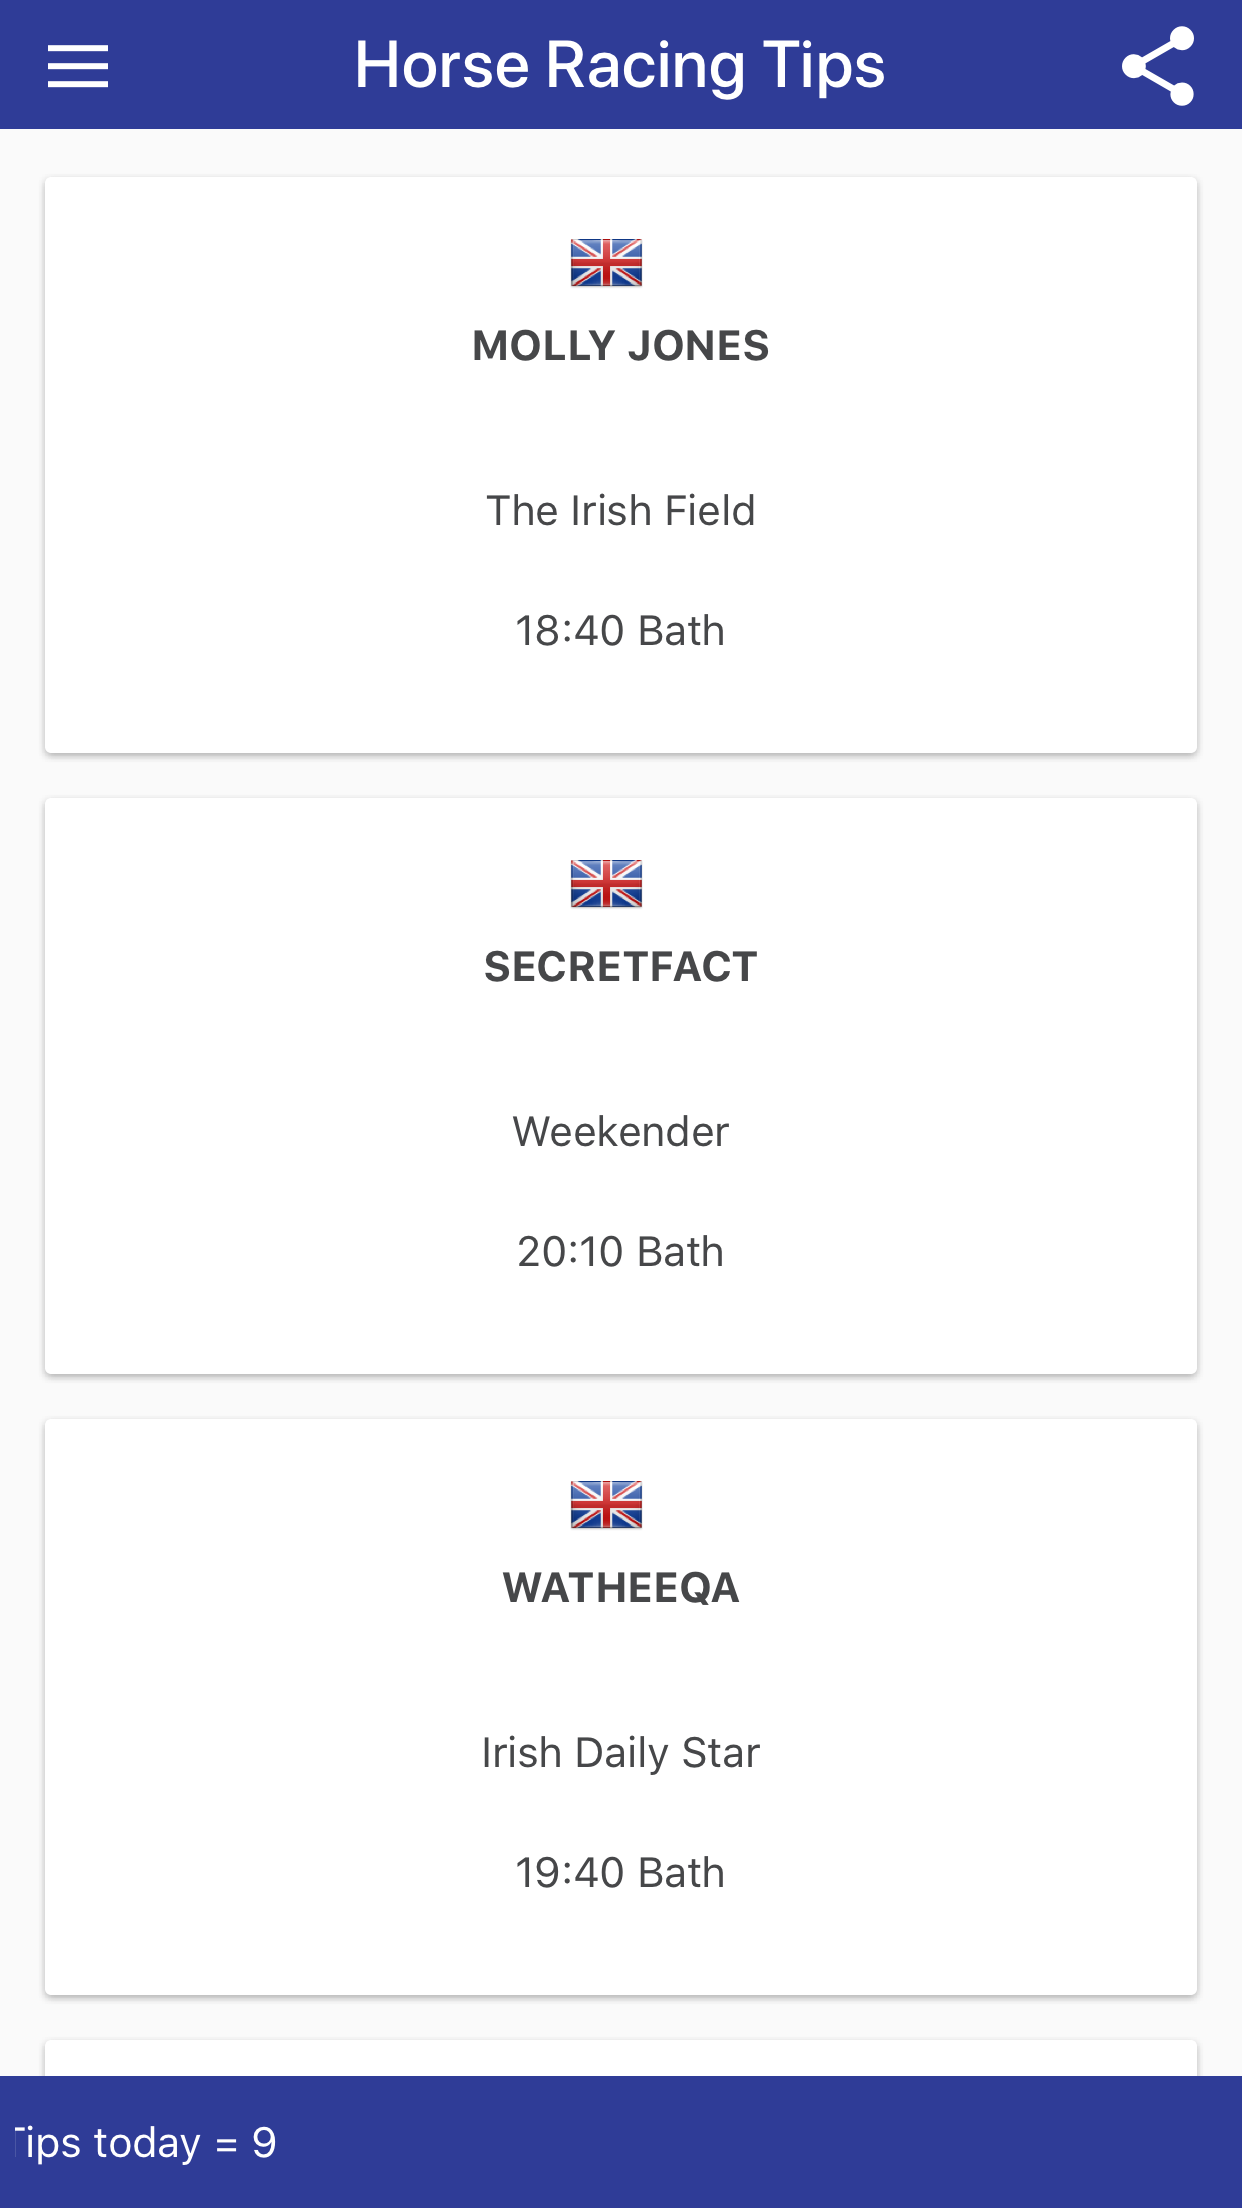 Horse Racing Tips
MOLLY JONES
The Irish Field
18:40 Bath
SECRETFACT
Weekender
20:10 Bath
WATHEEQA
Irish Daily Star
19:40 Bath
Tips today = 9